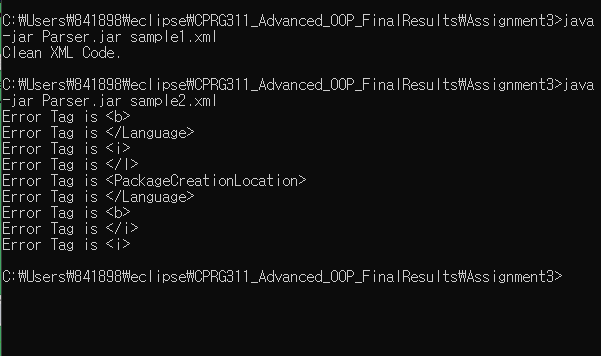 C:₩Users₩841898₩eclipse₩CPRG311_Advanced_OOP_FinalResults₩Assignment3>java
-jar Parser.jar sample1.xml
Clean XML Code.
C:₩Users₩841898₩eclipse₩CPRG311_Advanced_OOP_FinalResults₩Assignment3>java
-jar Parser.jar sample2.xml
Error Tag is <b>
Error Tag is </Language>
Error Tag is <i>
Error Tag is </I>
Error Tag is <PackageCreationLocation>
Error Tag is </Language>
Error Tag is <b>
Error Tag is </i>
Error Tag is <i>
C:₩Users₩841898₩eclipse₩CPRG311_Advanced_OOP_FinalResults₩Assignment3>